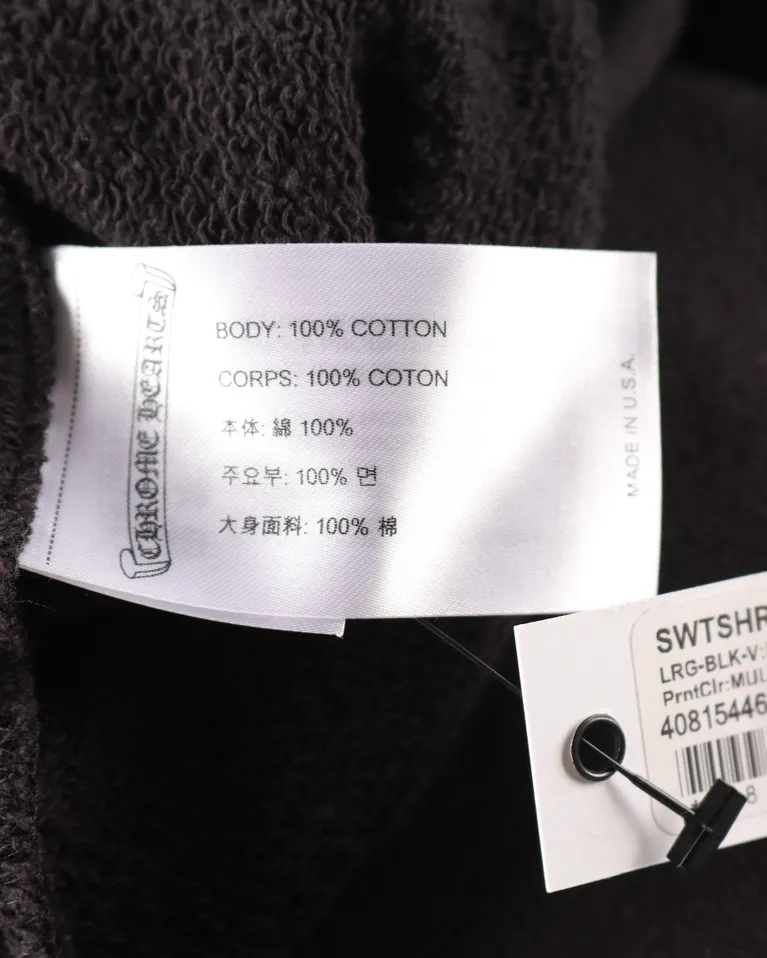 CHROME HEARTS
BODY: 100% COTTON
CORPS: 100% COTON
本体: 綿 100%
주요부: 100% 면
大身面料: 100% 棉
MADE IN U.S.A.
SWTSHR
LRG-BLK-V:
PrntClr:MUL
40815446
8